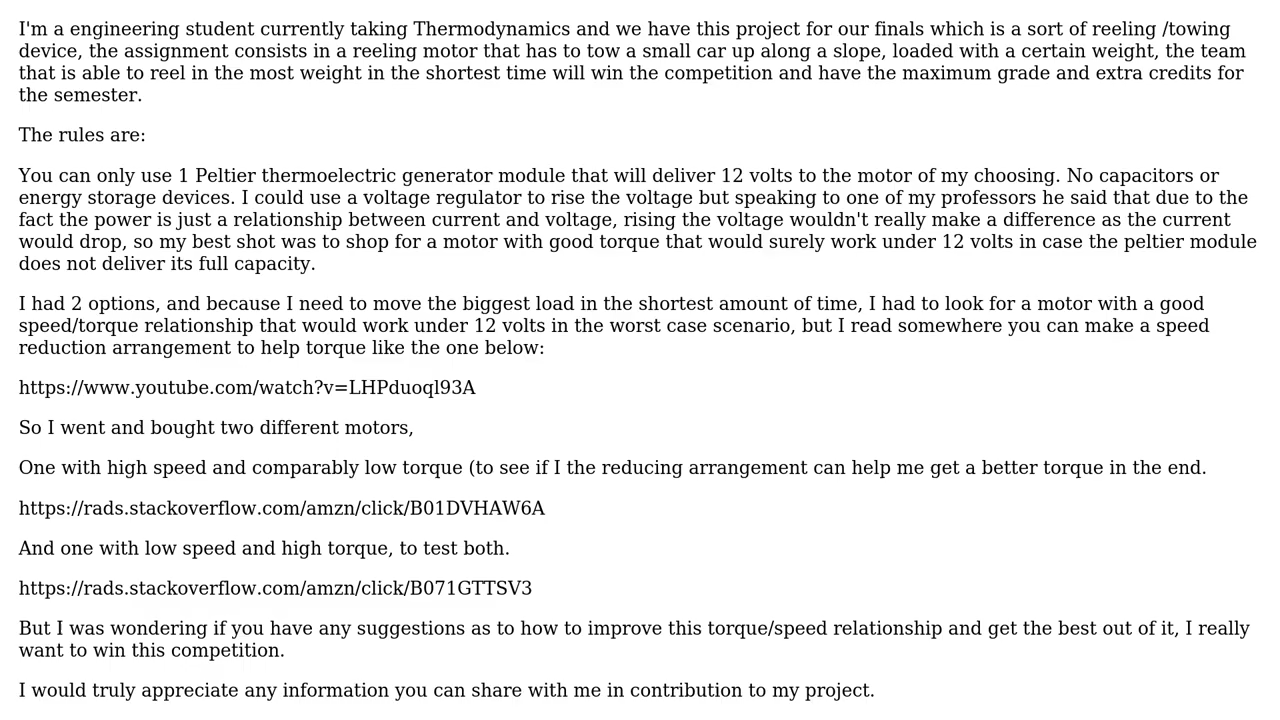 I'm a engineering student currently taking Thermodynamics and we have this project for our finals which is a sort of reeling /towing
device, the assignment consists in a reeling motor that has to tow a small car up along a slope, loaded with a certain weight, the team
that is able to reel in the most weight in the shortest time will win the competition and have the maximum grade and extra credits for
the semester.
The rules are:
You can only use 1 Peltier thermoelectric generator module that will deliver 12 volts to the motor of my choosing. No capacitors or
energy storage devices. I could use a voltage regulator to rise the voltage but speaking to one of my professors he said that due to the
fact the power is just a relationship between current and voltage, rising the voltage wouldn't really make a difference as the current
would drop, so my best shot was to shop for a motor with good torque that would surely work under 12 volts in case the peltier module
does not deliver its full capacity.
I had 2 options, and because I need to move the biggest load in the shortest amount of time, I had to look for a motor with a good
speed/torque relationship that would work under 12 volts in the worst case scenario, but I read somewhere you can make a speed
reduction arrangement to help torque like the one below:
https://www.youtube.com/watch?v=LHPduoql93A
So I went and bought two different motors,
One with high speed and comparably low torque (to see if I the reducing arrangement can help me get a better torque in the end.
https://rads.stackoverflow.com/amzn/click/B01DVHAW6A
And one with low speed and high torque, to test both.
https://rads.stackoverflow.com/amzn/click/B071GTTSV3
But I was wondering if you have any suggestions as to how to improve this torque/speed relationship and get the best out of it, I really
want to win this competition.
I would truly appreciate any information you can share with me in contribution to my project.